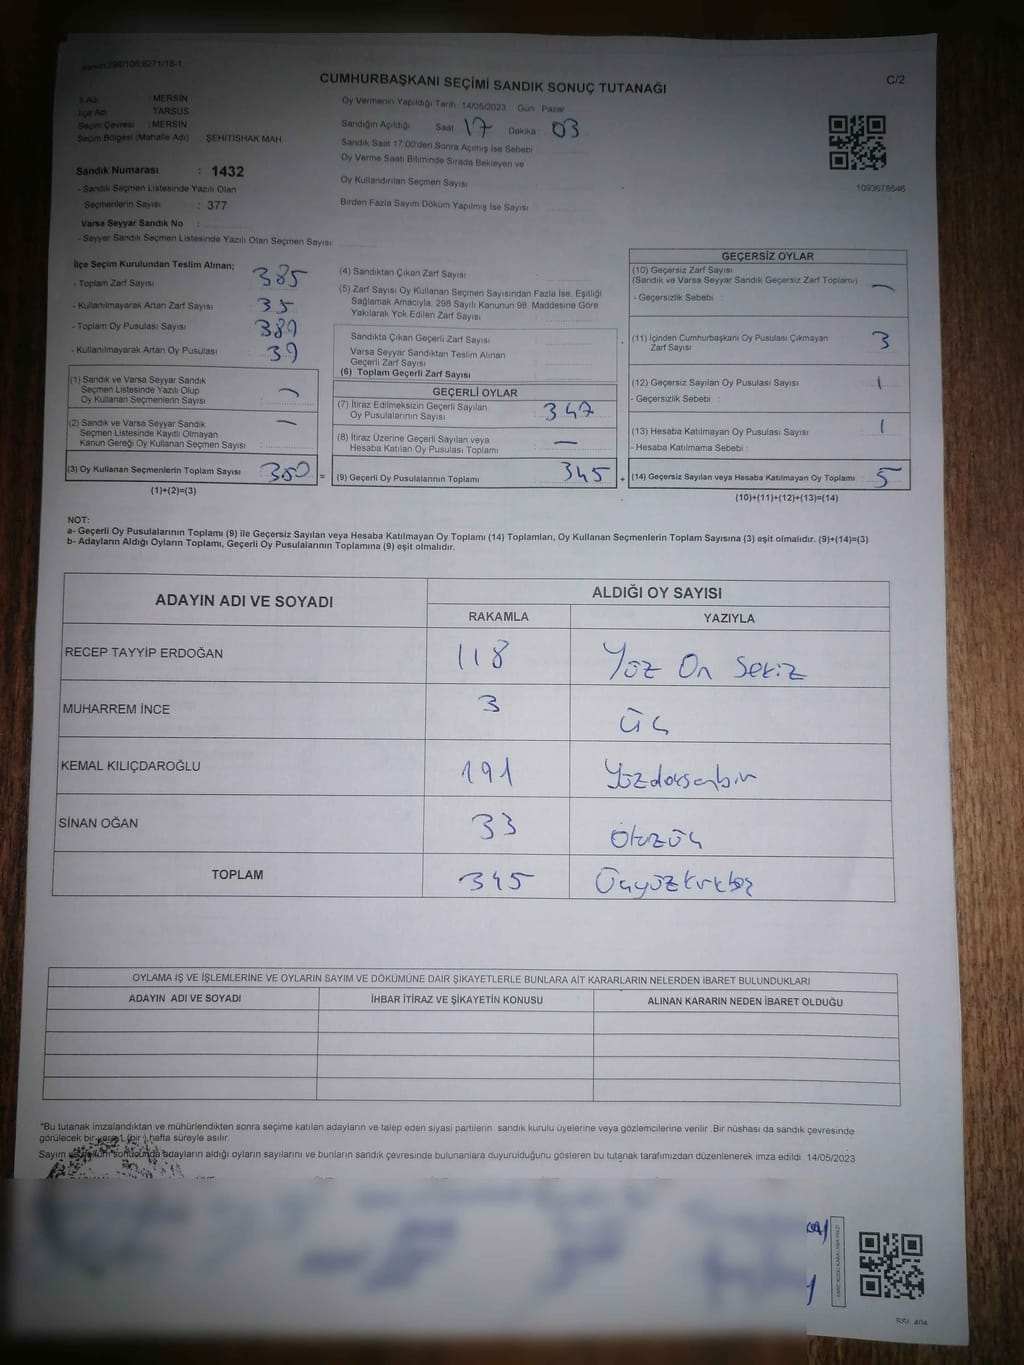 CUMHURBAŞKANI SEÇİMİ SANDIK SONUÇ TUTANAĞI
C/2
İl Adı : MERSİN
İlçe Adı : TARSUS
Seçim Çevresi : MERSİN
Seçim Bölgesi (Mahalle Adı) : ŞEHİTİSHAK MAH
Sandık Numarası : 1432
- Sandık Seçmen Listesinde Yazılı Olan
Seçmenlerin Sayısı : 377
Varsa Seyyar Sandık No :
- Seyyar Sandık Seçmen Listesinde Yazılı Olan Seçmen Sayısı
Oy Vermenin Yapıldığı Tarih 14/05/2023 Gün Pazar
Sandığın Açıldığı Saat 17 Dakika : 03
Sandık Saat 17:00'den Sonra Açılmış İse Sebebi
Oy Verme Saati Bitiminde Sırada Bekleyen ve
Oy Kullandırılan Seçmen Sayısı
Birden Fazla Sayım Döküm Yapılmış İse Sayısı
1093678546
İlçe Seçim Kurulundan Teslim Alınan;
- Toplam Zarf Sayısı : 385
- Kullanılmayarak Artan Zarf Sayısı : 35
- Toplam Oy Pusulası Sayısı : 389
- Kullanılmayarak Artan Oy Pusulası : 39
(1) Sandık ve Varsa Seyyar Sandık
Seçmen Listesinde Yazılı Olup
Oy Kullanan Seçmenlerin Sayısı : —
(2) Sandık ve Varsa Seyyar Sandık
Seçmen Listesinde Kayıtlı Olmayan
Kanun Gereği Oy Kullanan Seçmen Sayısı : —
(3) Oy Kullanan Seçmenlerin Toplam Sayısı : 350 =
(1)+(2)=(3)
(4) Sandıktan Çıkan Zarf Sayısı :
(5) Zarf Sayısı Oy Kullanan Seçmen Sayısından Fazla İse, Eşitliği
Sağlamak Amacıyla, 298 Sayılı Kanunun 98. Maddesine Göre
Yakılarak Yok Edilen Zarf Sayısı :
Sandıkta Çıkan Geçerli Zarf Sayısı :
Varsa Seyyar Sandıktan Teslim Alınan
Geçerli Zarf Sayısı :
(6) Toplam Geçerli Zarf Sayısı
GEÇERLİ OYLAR
(7) İtiraz Edilmeksizin Geçerli Sayılan
Oy Pusulalarının Sayısı : 347
(8) İtiraz Üzerine Geçerli Sayılan veya
Hesaba Katılan Oy Pusulası Toplamı : —
(9) Geçerli Oy Pusulalarının Toplamı : 345 +
GEÇERSİZ OYLAR
(10) Geçersiz Zarf Sayısı
(Sandık ve Varsa Seyyar Sandık Geçersiz Zarf Toplamı) : —
- Geçersizlik Sebebi :
(11) İçinden Cumhurbaşkanı Oy Pusulası Çıkmayan
Zarf Sayısı : 3
(12) Geçersiz Sayılan Oy Pusulası Sayısı : 1
- Geçersizlik Sebebi :
(13) Hesaba Katılmayan Oy Pusulası Sayısı : 1
- Hesaba Katılmama Sebebi :
(14) Geçersiz Sayılan veya Hesaba Katılmayan Oy Toplamı : 5
(10)+(11)+(12)+(13)=(14)
NOT:
a- Geçerli Oy Pusulalarının Toplamı (9) ile Geçersiz Sayılan veya Hesaba Katılmayan Oy Toplamı (14) Toplamları, Oy Kullanan Seçmenlerin Toplam Sayısına (3) eşit olmalıdır. (9)+(14)=(3)
b- Adayların Aldığı Oyların Toplamı, Geçerli Oy Pusulalarının Toplamına (9) eşit olmalıdır.
ADAYIN ADI VE SOYADI
ALDIĞI OY SAYISI
RAKAMLA YAZIYLA
RECEP TAYYİP ERDOĞAN 118 Yüz On Sekiz
MUHARREM İNCE 3 Üç
KEMAL KILIÇDAROĞLU 191 Yüzdoksanbir
SİNAN OĞAN 33 Otuzüç
TOPLAM 345 Üçyüzkırkbeş
OYLAMA İŞ VE İŞLEMLERİNE VE OYLARIN SAYIM VE DÖKÜMÜNE DAİR ŞİKAYETLERLE BUNLARA AİT KARARLARIN NELERDEN İBARET BULUNDUKLARI
ADAYIN ADI VE SOYADI İHBAR İTİRAZ VE ŞİKAYETİN KONUSU ALINAN KARARIN NEDEN İBARET OLDUĞU
*Bu tutanak imzalandıktan ve mühürlendikten sonra seçime katılan adayların ve talep eden siyasi partilerin sandık kurulu üyelerine veya gözlemcilerine verilir. Bir nüshası da sandık çevresinde
görülecek bir yere 1 (bir) hafta süreyle asılır.
Sayım ve döküm sonucunda adayların aldığı oyların sayılarını ve bunların sandık çevresinde bulunanlara duyurulduğunu gösteren bu tutanak tarafımızdan düzenlenerek imza edildi 14/05/2023